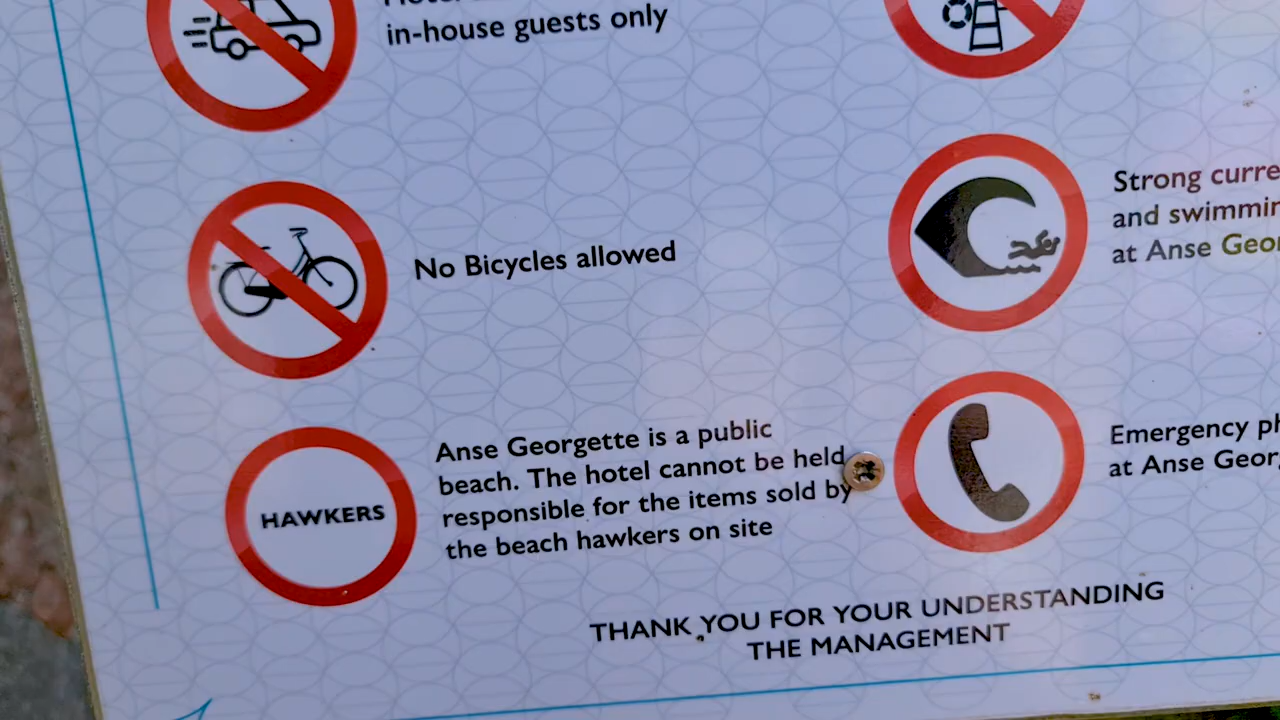 in-house guests only
No Bicycles allowed
HAWKERS
Anse Georgette is a public
beach. The hotel cannot be held
responsible for the items sold by
the beach hawkers on site
Strong
and
at Anse
Emergency
at Anse
THANK YOU FOR YOUR UNDERSTANDING
THE MANAGEMENT